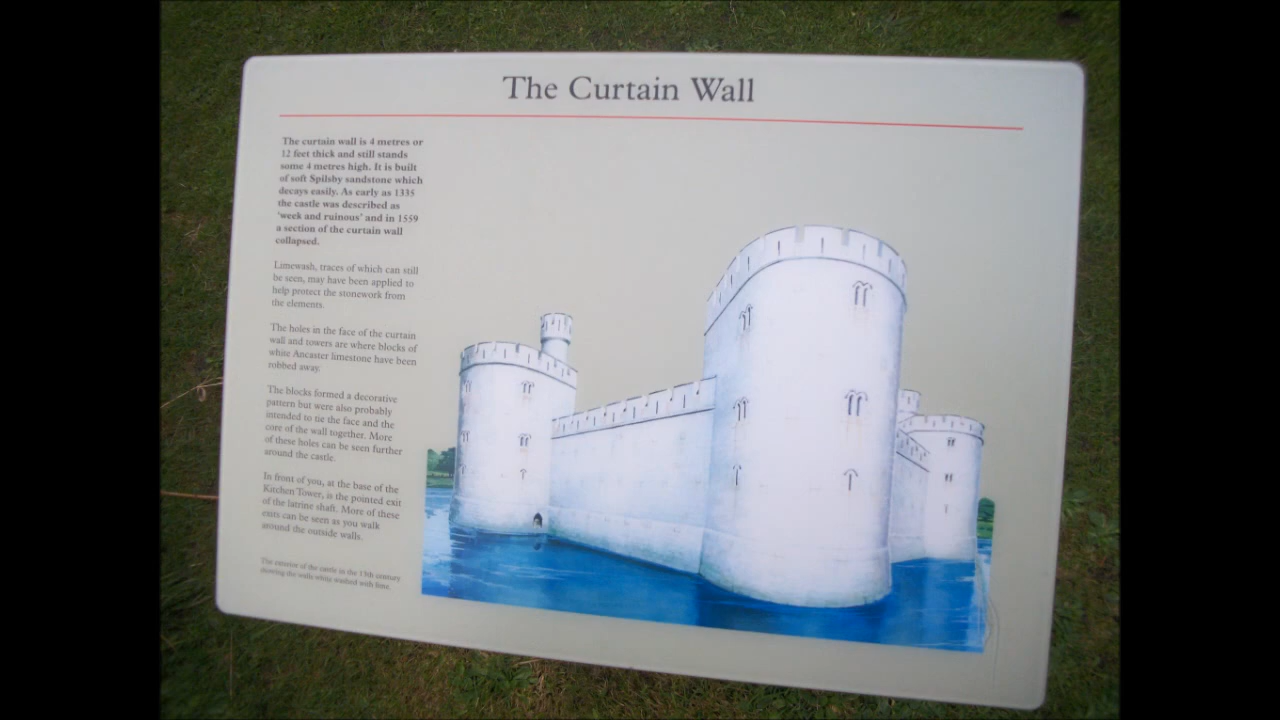 The Curtain Wall
The curtain wall is 4 metres or
12 feet thick and still stands
some 4 metres high. It is built
of soft Spilsby sandstone which
decays easily. As early as 1335
the castle was described as
'week and ruinous' and in 1559
a section of the curtain wall
collapsed.
Limewash, traces of which can still
be seen, may have been applied to
help protect the stonework from
the elements.
The holes in the face of the curtain
wall and towers are where blocks of
white Ancaster limestone have been
robbed away.
The blocks formed a decorative
pattern but were also probably
intended to tie the face and the
core of the wall together. More
of these holes can be seen further
around the castle.
In front of you, at the base of the
Kitchen Tower, is the pointed exit
of the latrine shaft. More of these
exits can be seen as you walk
around the outside walls.
The exterior of the castle in the 13th century
showing the walls white washed with lime.